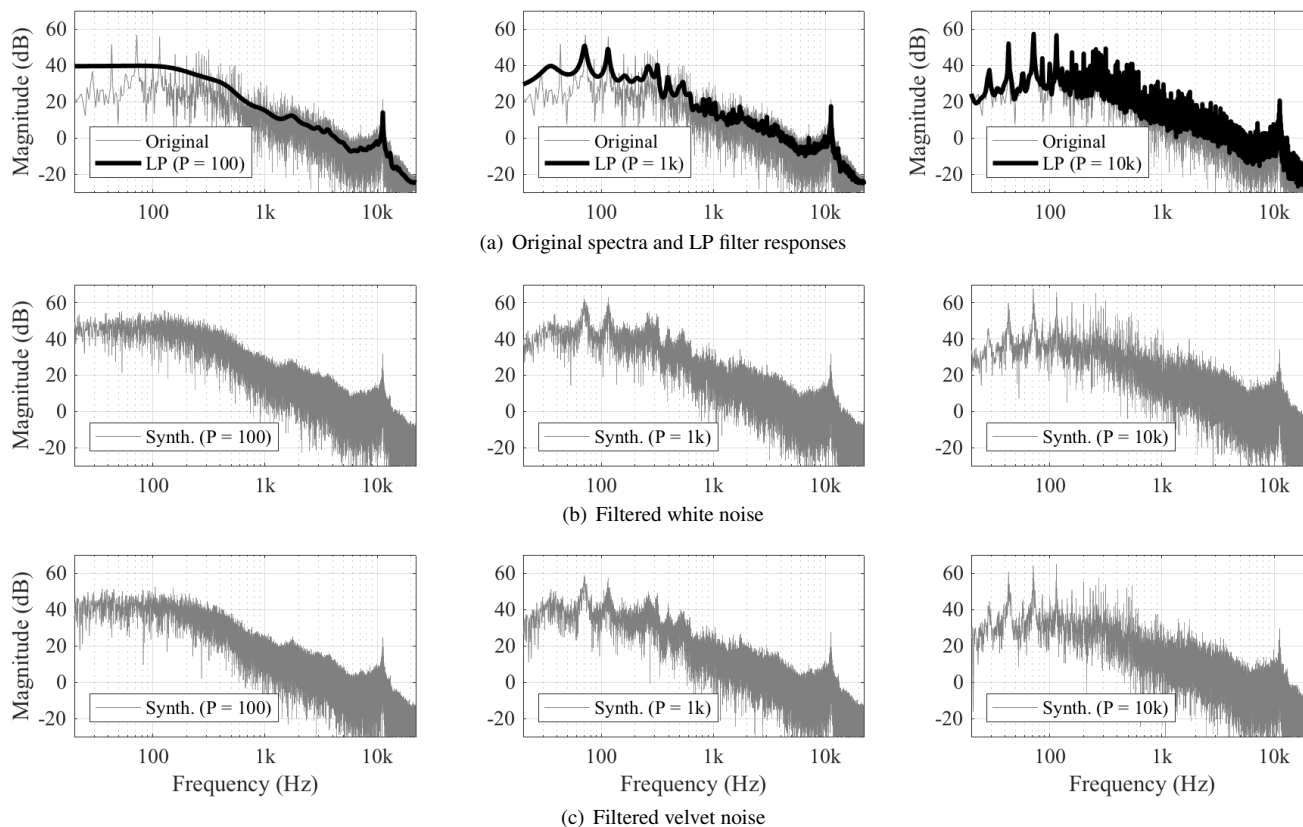 60
40
20
0
-20
Magnitude (dB)
Original
LP (P = 100)
100
1k
10k
60
40
20
0
-20
Original
LP (P = 1k)
100
1k
10k
60
40
20
0
-20
Magnitude (dB)
Original
LP (P = 10k)
100
1k
10k
(a) Original spectra and LP filter responses
60
40
20
0
-20
Magnitude (dB)
Synth. (P = 100)
100
1k
10k
60
40
20
0
-20
Synth. (P = 1k)
100
1k
10k
60
40
20
0
-20
Magnitude (dB)
Synth. (P = 10k)
100
1k
10k
(b) Filtered white noise
60
40
20
0
-20
Magnitude (dB)
Synth. (P = 100)
100
1k
10k
Frequency (Hz)
60
40
20
0
-20
Synth. (P = 1k)
100
1k
10k
Frequency (Hz)
60
40
20
0
-20
Magnitude (dB)
Synth. (P = 10k)
100
1k
10k
Frequency (Hz)
(c) Filtered velvet noise